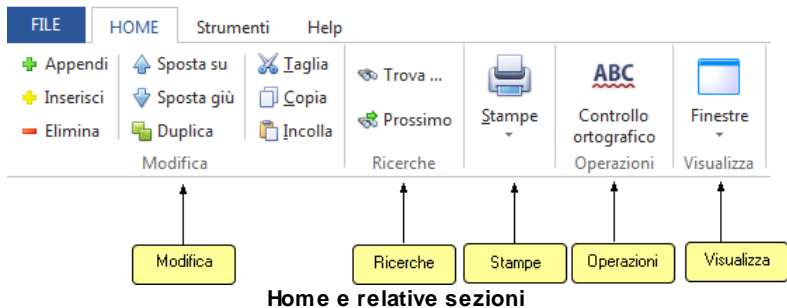 FILE HOME Strumenti Help
Appendi Sposta su Taglia Trova ...
Inserisci Sposta giù Copia Prossimo
Elimina Duplica Incolla
Stampe
ABC
Controllo
ortografico
Finestre
Modifica Ricerche Operazioni Visualizza
Modifica Ricerche Stampe Operazioni Visualizza
Home e relative sezioni